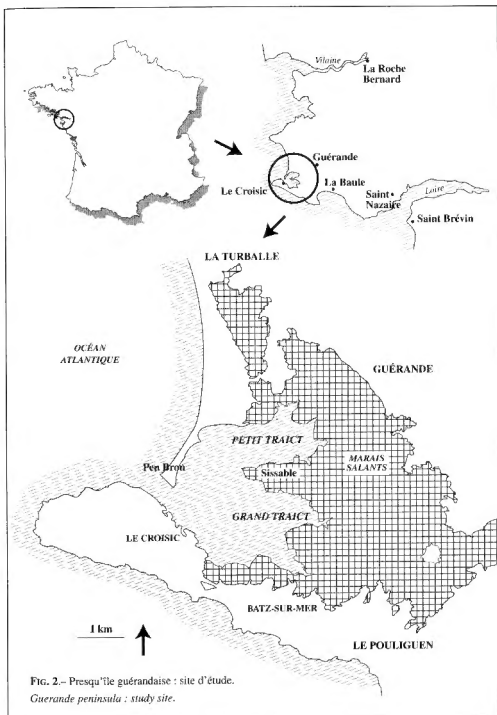 Vilaine
La Roche
Bernard
Guérande
Le Croisic
La Baule
Saint
Nazaire
Loire
Saint Brévin
LA TURBALLE
OCÉAN
ATLANTIQUE
GUÉRANDE
PETIT TRAICT
MARAIS
SALANTS
Pen Bron
Sissable
GRAND TRAICT
LE CROISIC
BATZ-SUR-MER
1 km
LE POULIGUEN
FIG. 2.– Presqu'île guérandaise : site d'étude.
Guerande peninsula : study site.